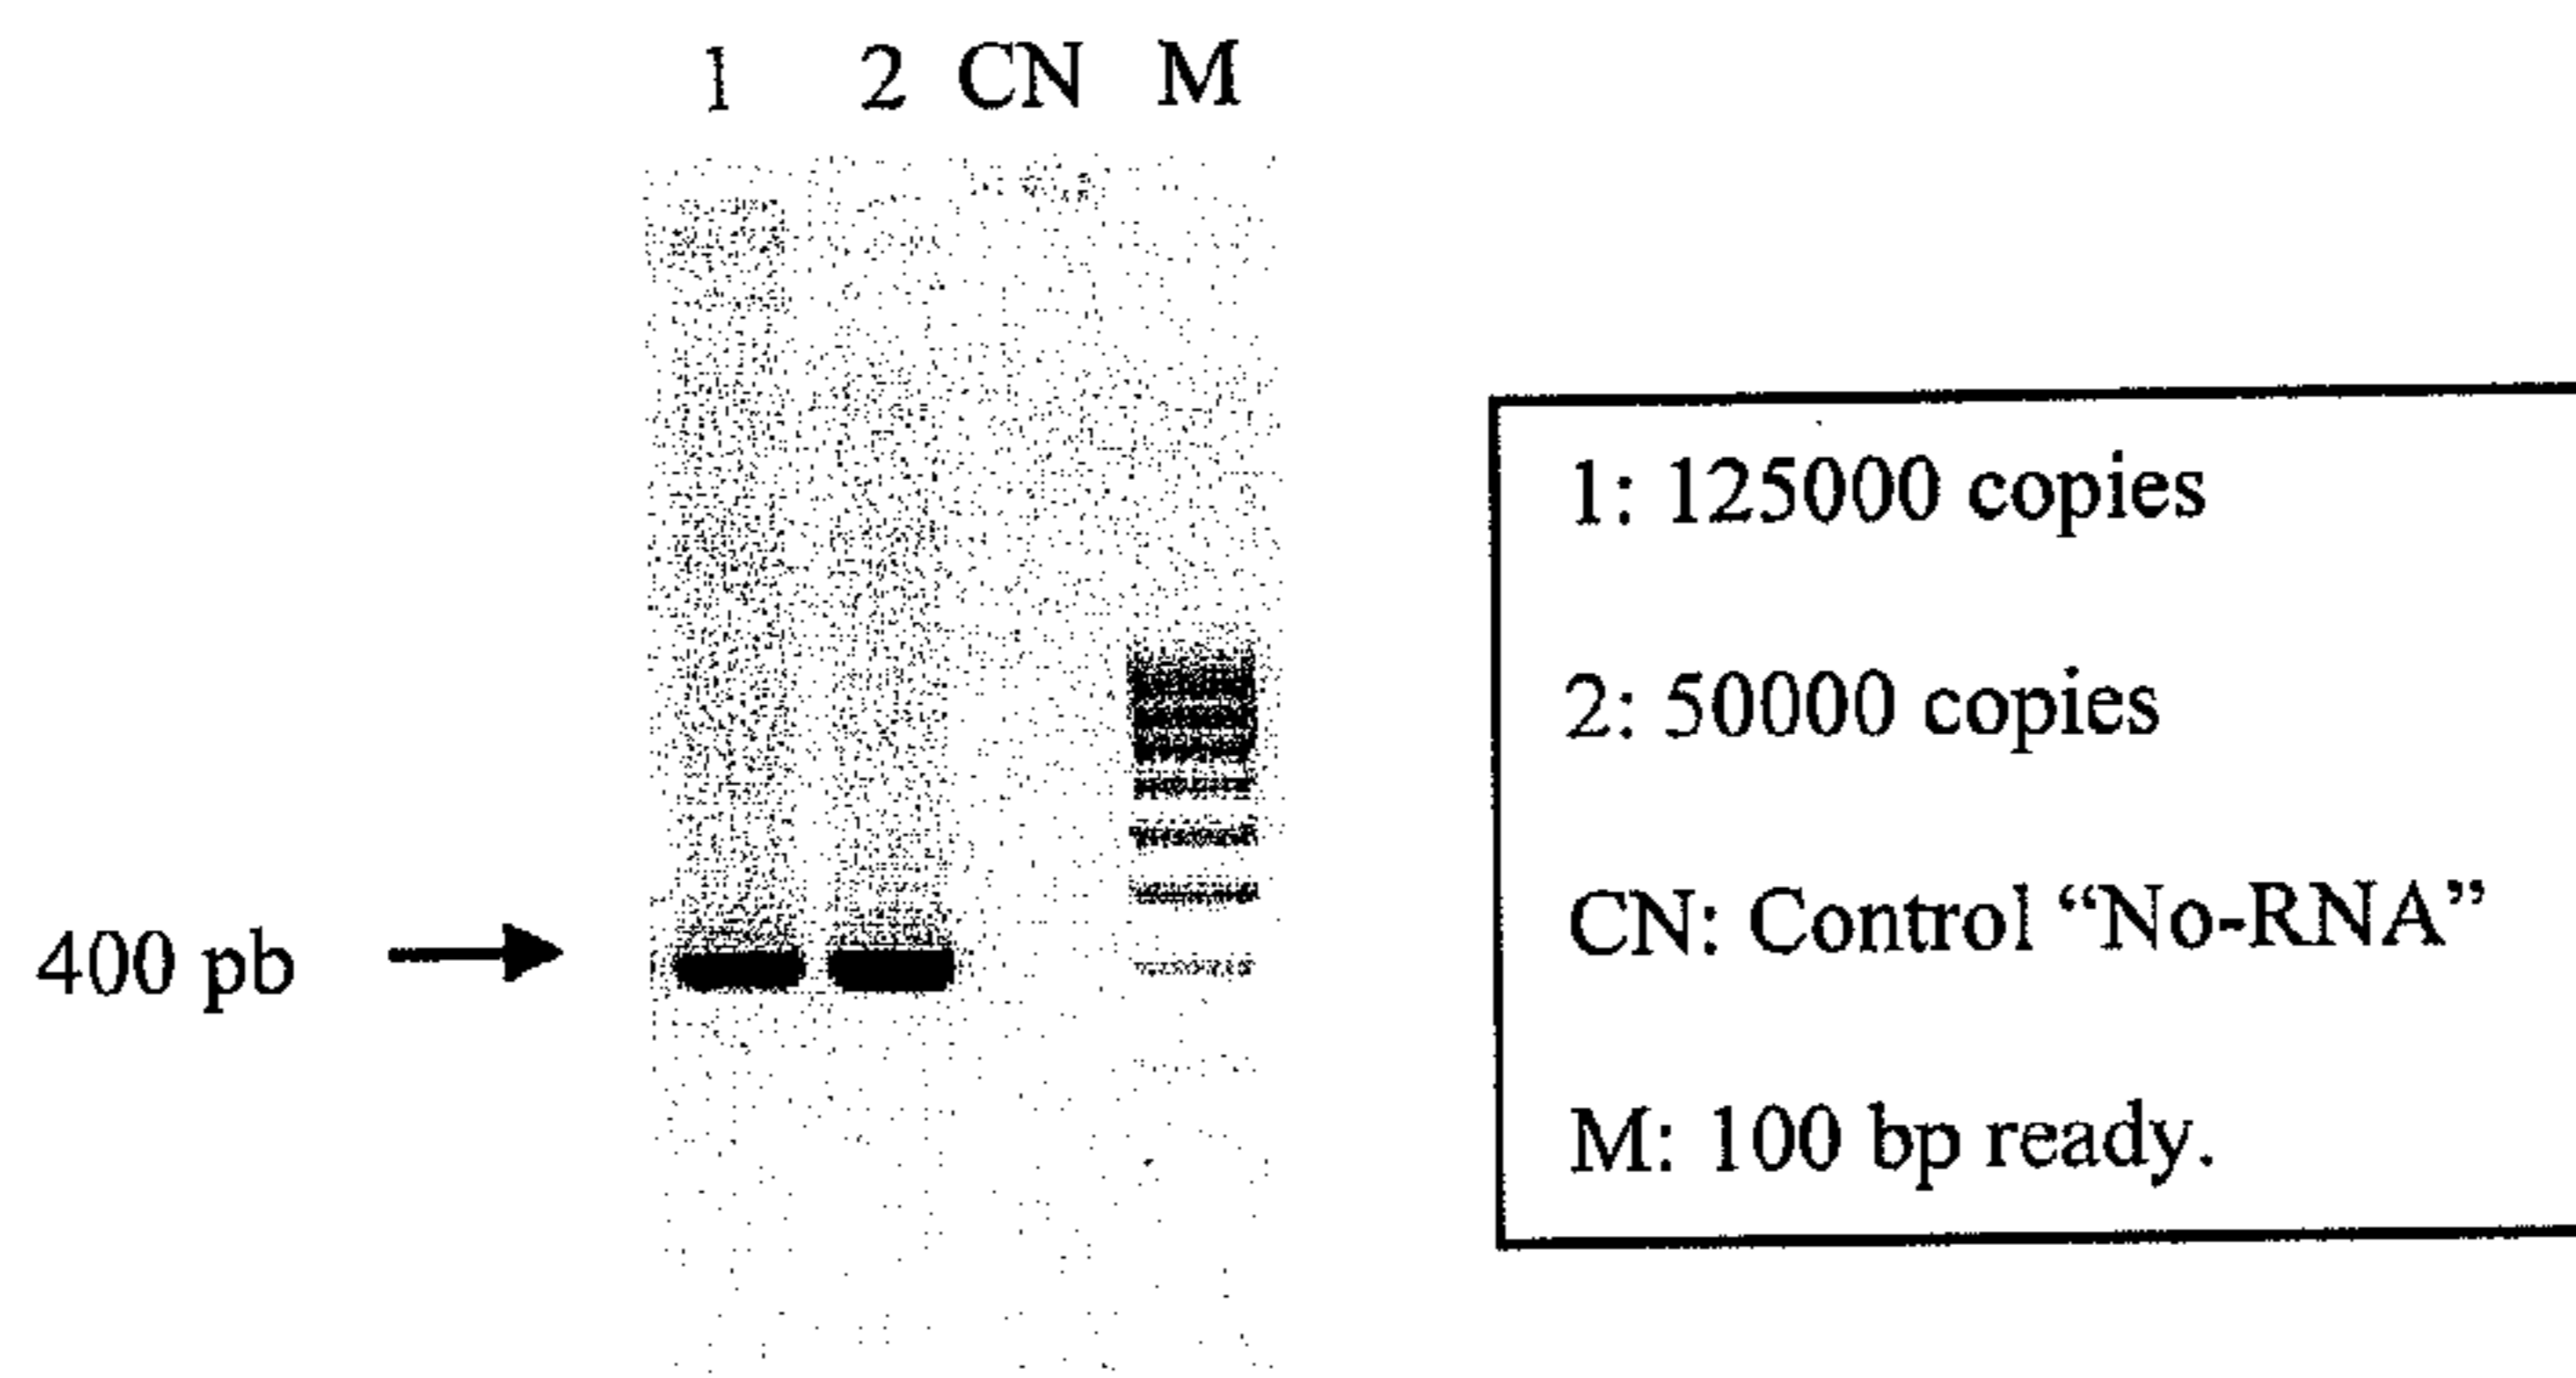 1 2 CN M
1: 125000 copies
2: 50000 copies
CN: Control “No-RNA”
400 pb
M: 100 bp ready.